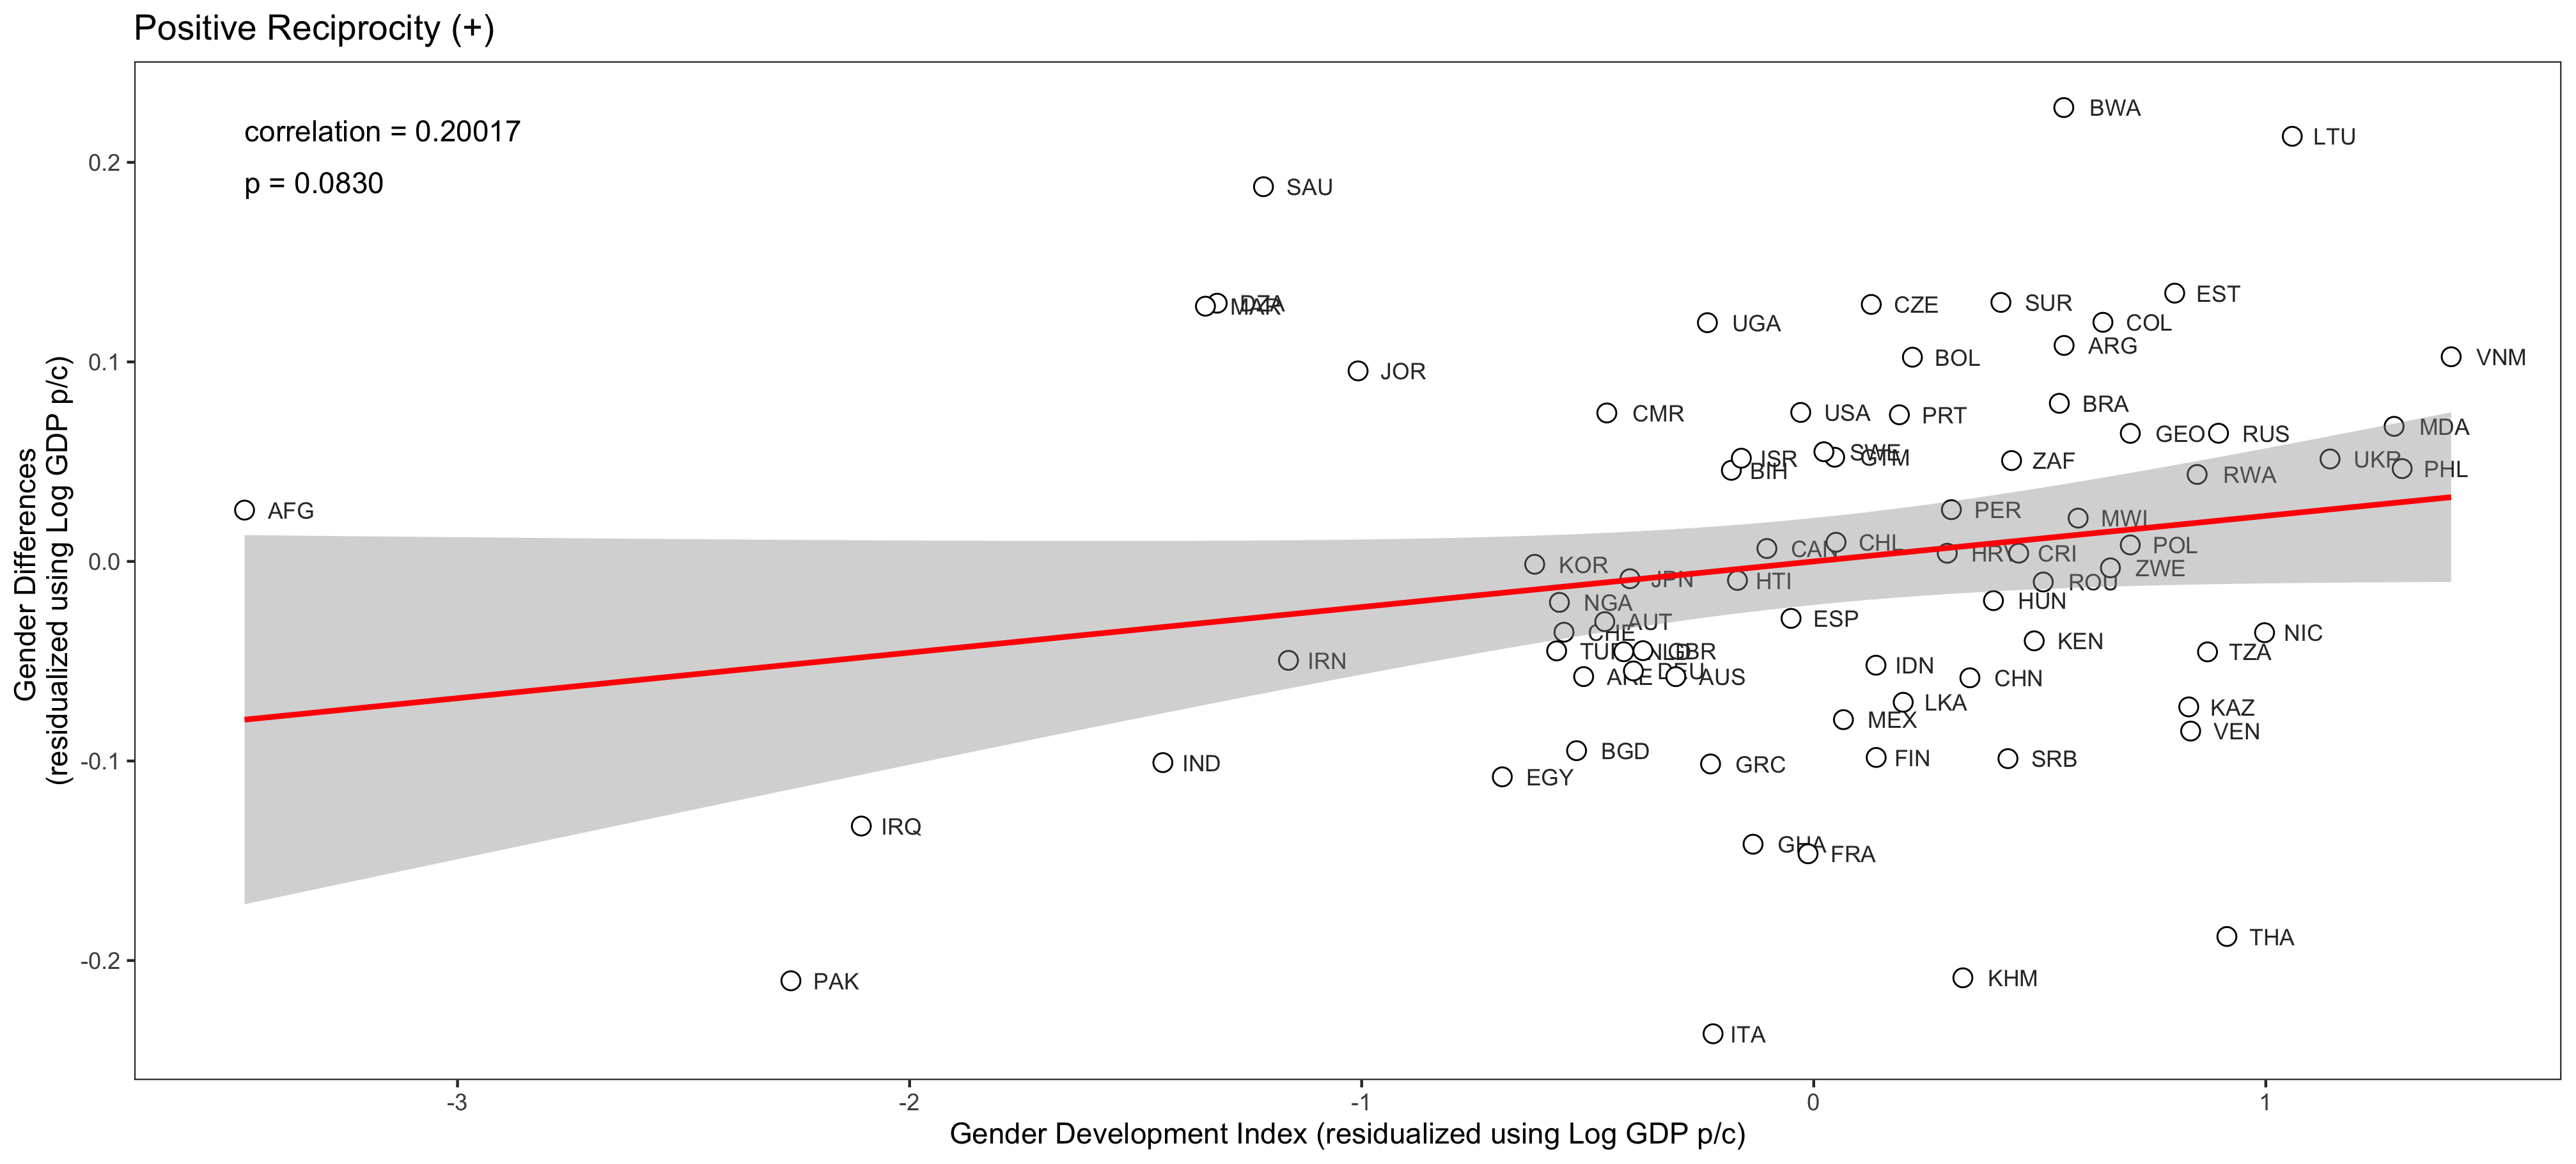 Positive Reciprocity (+)
correlation = 0.20017
p = 0.0830
Gender Differences
(residualized using Log GDP p/c)
0.2
0.1
0.0
-0.1
-0.2
BWA
LTU
SAU
DZA
MAR
EST
SUR
CZE
UGA
COL
ARG
BOL
VNM
JOR
BRA
CMR
USA
PRT
MDA
GEO
RUS
SWE
GTM
ISR
BIH
ZAF
UKR
PHL
RWA
AFG
PER
MWI
CHL
CAN
POL
HRV
CRI
KOR
ZWE
JPN
HTI
ROU
NGA
HUN
ESP
AUT
CHE
NIC
KEN
TUR
NLD
GBR
TZA
IRN
IDN
DEU
ARE
AUS
CHN
LKA
KAZ
MEX
VEN
BGD
FIN
SRB
IND
GRC
EGY
IRQ
GHA
FRA
THA
KHM
PAK
ITA
-3
-2
-1
0
1
Gender Development Index (residualized using Log GDP p/c)